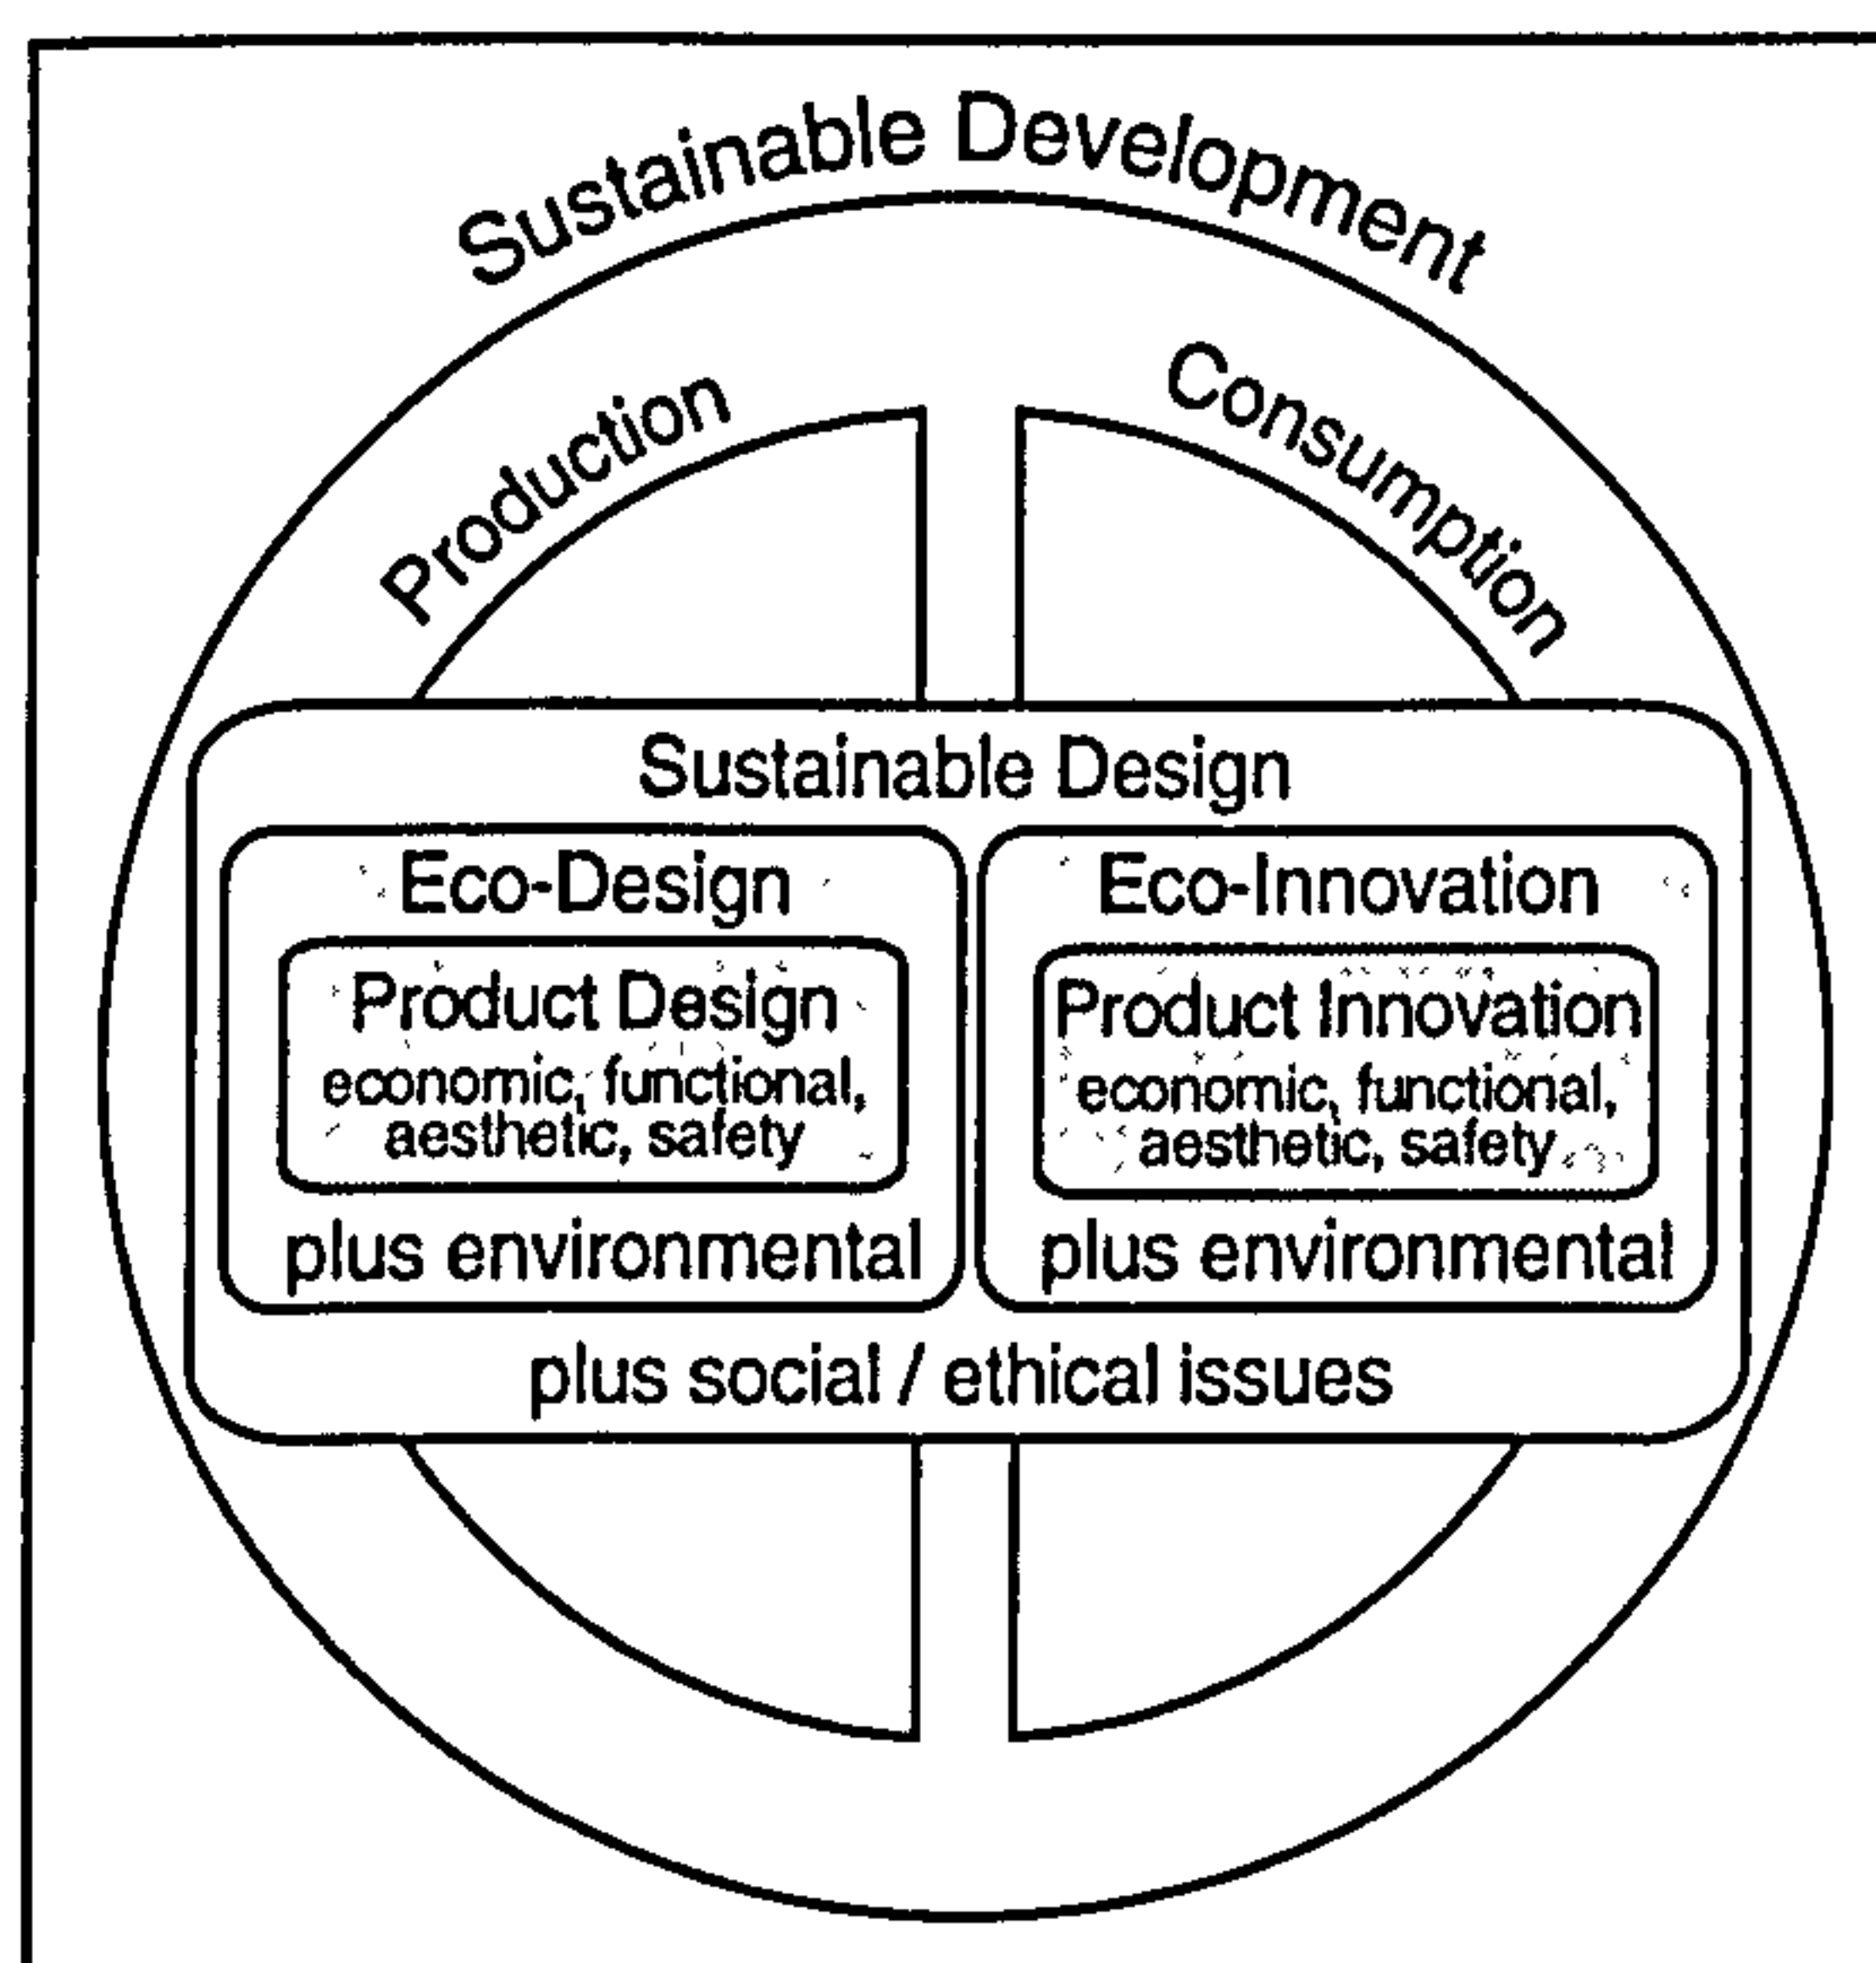 Sustainable Development
Production
Consumption
Sustainable Design
Eco-Design
Product Design
economic, functional,
aesthetic, safety
plus environmental
Eco-Innovation
Product Innovation
economic, functional,
aesthetic, safety
plus environmental
plus social / ethical issues